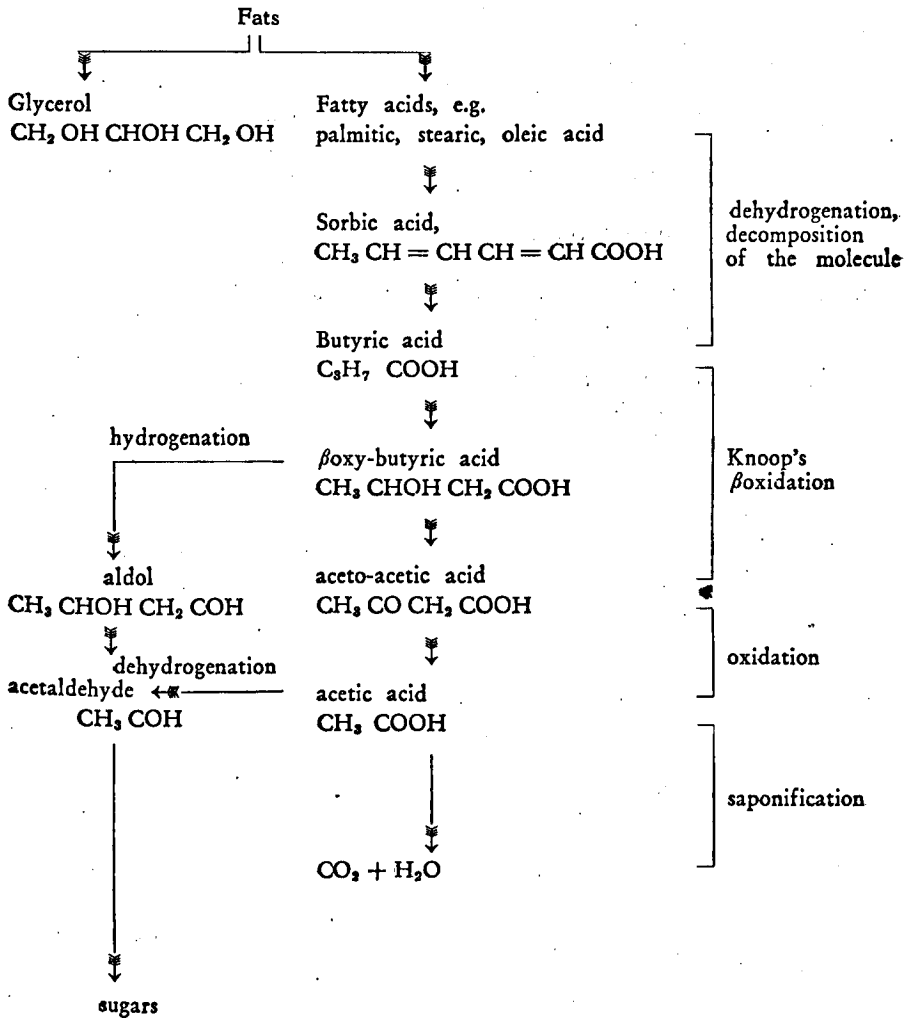 Fats
Glycerol
CH₂ OH CHOH CH₂ OH
Fatty acids, e.g.
palmitic, stearic, oleic acid
Sorbic acid,
CH₃ CH = CH CH = CH COOH
dehydrogenation,
decomposition
of the molecule
Butyric acid
C₃H₇ COOH
hydrogenation
βoxy-butyric acid
CH₃ CHOH CH₂ COOH
Knoop's
βoxidation
aldol
CH₃ CHOH CH₂ COH
aceto-acetic acid
CH₃ CO CH₂ COOH
oxidation
dehydrogenation
acetaldehyde
CH₃ COH
acetic acid
CH₃ COOH
saponification
CO₂ + H₂O
sugars